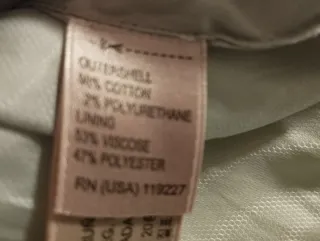 OUTERSHELL
98% COTTON
2% POLYURETHANE
LINING
53% VISCOSE
47% POLYESTER
RN (USA) 119227